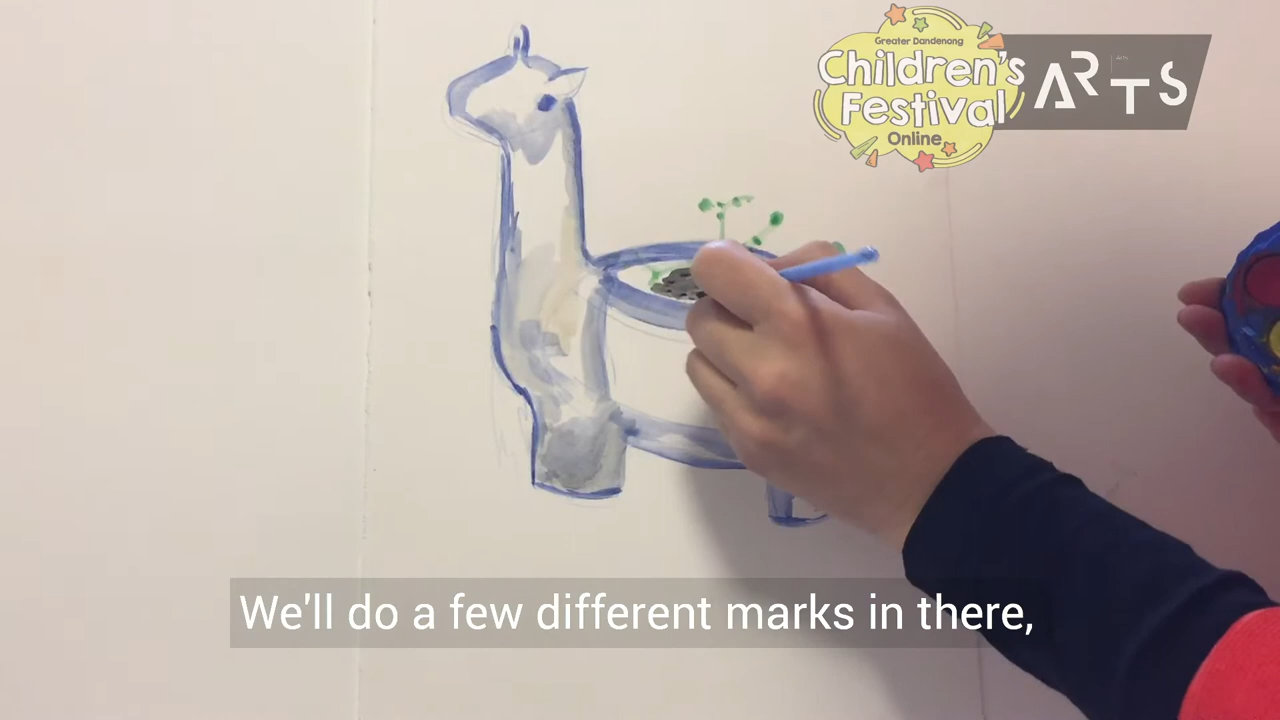 Greater Dandenong
Children's
Festival
Online
ARTS
We'll do a few different marks in there,